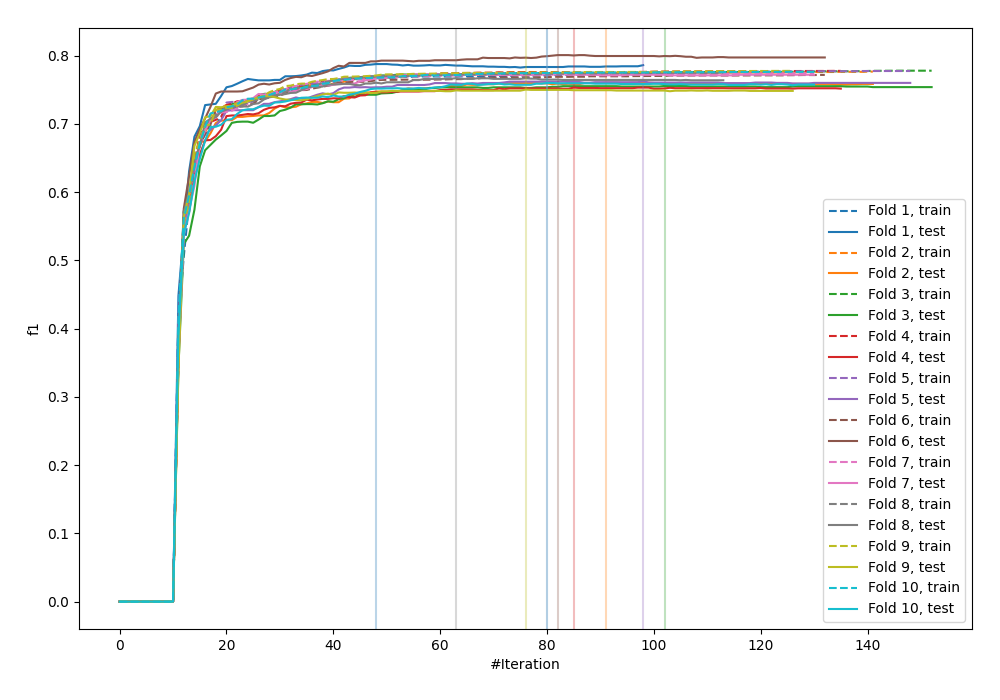 0.8
0.7
0.6
0.5
0.4
0.3
0.2
0.1
0.0
f1
0 20 40 60 80 100 120 140
#Iteration
Fold 1, train
Fold 1, test
Fold 2, train
Fold 2, test
Fold 3, train
Fold 3, test
Fold 4, train
Fold 4, test
Fold 5, train
Fold 5, test
Fold 6, train
Fold 6, test
Fold 7, train
Fold 7, test
Fold 8, train
Fold 8, test
Fold 9, train
Fold 9, test
Fold 10, train
Fold 10, test